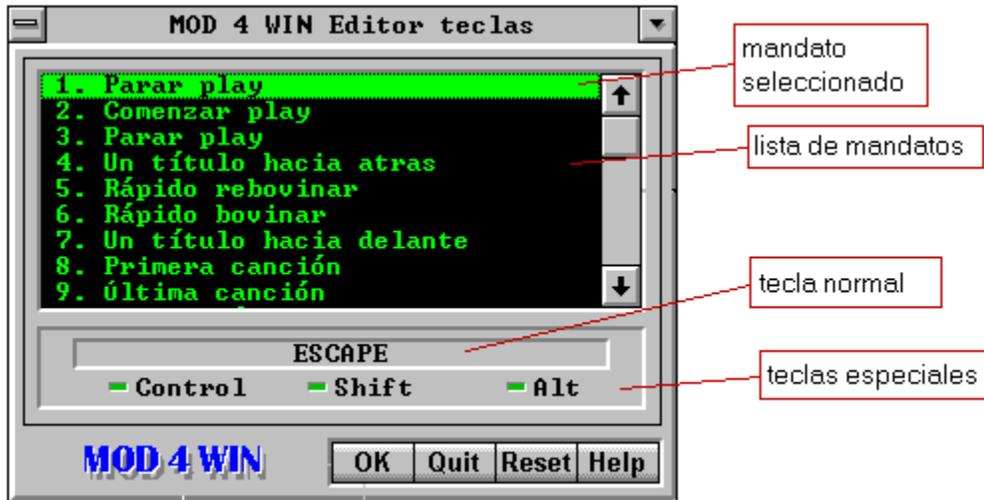 MOD 4 WIN Editor teclas
1. Parar play
2. Comenzar play
3. Parar play
4. Un título hacia atras
5. Rápido rebovinar
6. Rápido bovinar
7. Un título hacia delante
8. Primera canción
9. Última canción
ESCAPE
Control Shift Alt
MOD 4 WIN
OK Quit Reset Help
mandato
seleccionado
lista de mandatos
tecla normal
teclas especiales